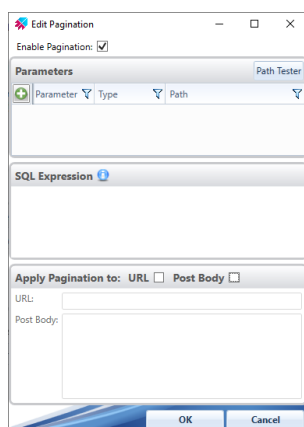 Edit Pagination
Enable Pagination:
Parameters Path Tester
Parameter Type Path
SQL Expression
Apply Pagination to: URL Post Body
URL:
Post Body:
OK Cancel